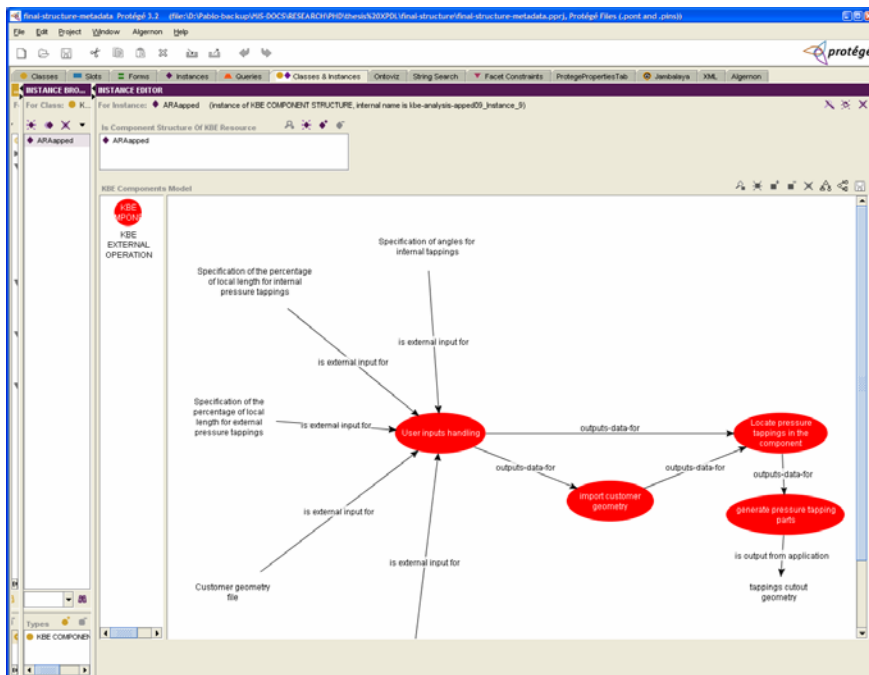 final-structure-metadata Protégé 3.2 (file:\D:\Pablo-backup\MIS-DOCS\RESEARCH\PHD\thesis%20XPDL\final-structure\final-structure-metadata.pprj, Protégé Files (.pont and .pins))
File Edit Project Window Algernon Help
protégé
Classes Slots Forms Instances Queries Classes & Instances Ontoviz String Search Facet Constraints ProtegePropertiesTab Jambalaya XML Algernon
INSTANCE BRO... INSTANCE EDITOR
For Class: K... For Instance: ARAapped (instance of KBE COMPONENT STRUCTURE, internal name is kbe-analysis-apped09_Instance_9)
Is Component Structure Of KBE Resource
ARAapped
ARAapped
KBE Components Model
KBE
MPONE
KBE
EXTERNAL
OPERATION
Specification of angles for
internal tappings
Specification of the percentage
of local length for internal
pressure tappings
is external input for
is external input for
Specification of the
percentage of local
length for external
pressure tappings
is external input for
User inputs handling
outputs-data-for
Locate pressure
tappings in the
component
outputs-data-for
outputs-data-for
outputs-data-for
import customer
geometry
generate pressure tapping
parts
is external input for
is output from application
is external input for
Customer geometry
file
tappings cutout
geometry
Types
KBE COMPONEN